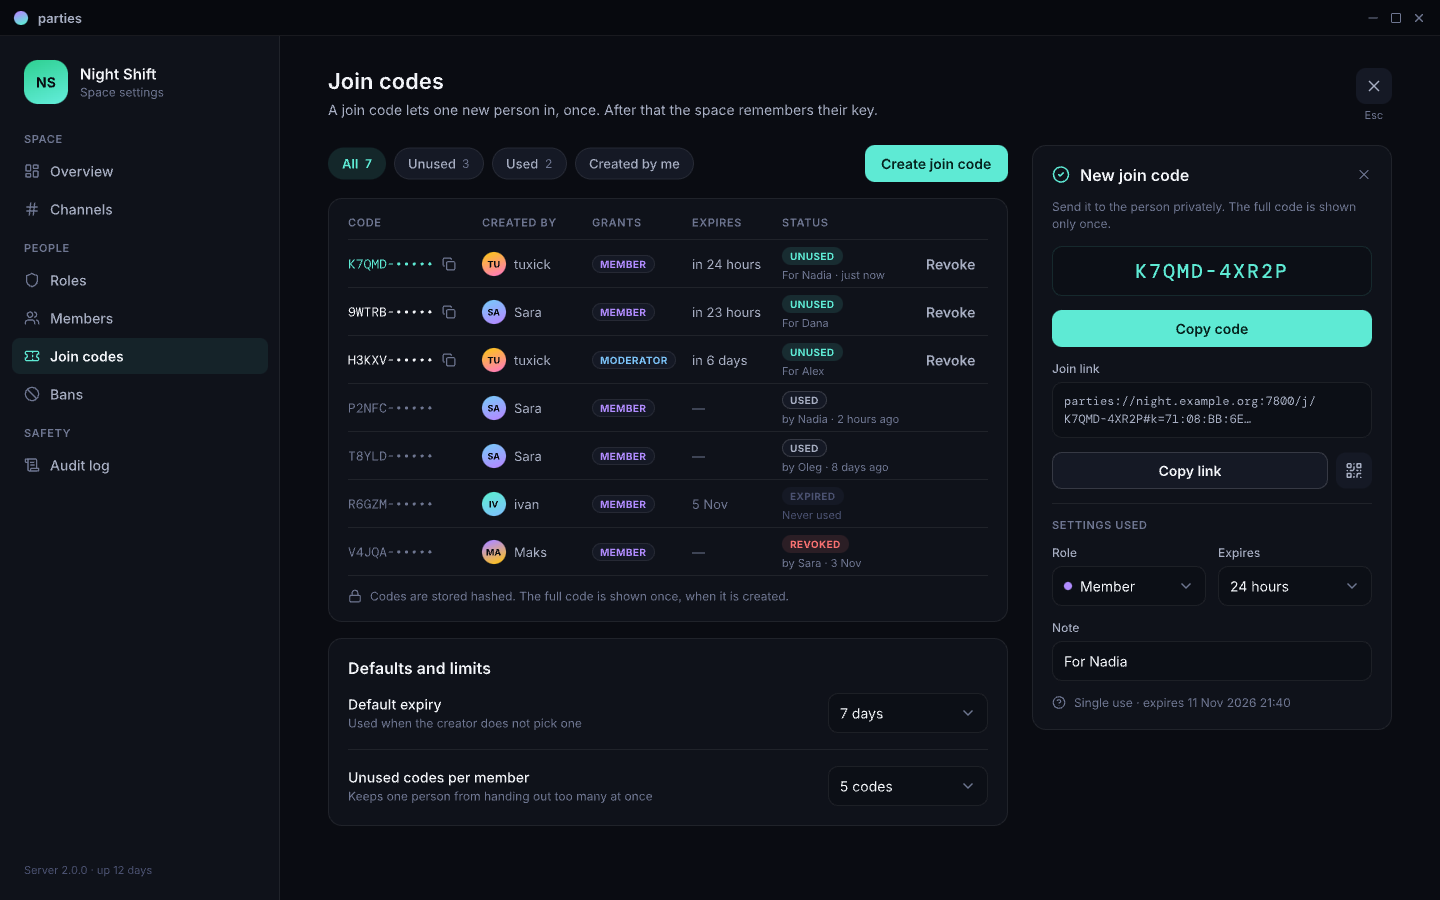 parties
NS
Night Shift
Space settings
SPACE
Overview
Channels
PEOPLE
Roles
Members
Join codes
Bans
SAFETY
Audit log
Server 2.0.0 · up 12 days
Join codes
A join code lets one new person in, once. After that the space remembers their key.
Esc
All 7 Unused 3 Used 2 Created by me Create join code
CODE CREATED BY GRANTS EXPIRES STATUS
K7QMD-••••• TU tuxick MEMBER in 24 hours UNUSED Revoke
For Nadia · just now
9WTRB-••••• SA Sara MEMBER in 23 hours UNUSED Revoke
For Dana
H3KXV-••••• TU tuxick MODERATOR in 6 days UNUSED Revoke
For Alex
P2NFC-••••• SA Sara MEMBER — USED
by Nadia · 2 hours ago
T8YLD-••••• SA Sara MEMBER — USED
by Oleg · 8 days ago
R6GZM-••••• IV ivan MEMBER 5 Nov EXPIRED
Never used
V4JQA-••••• MA Maks MEMBER — REVOKED
by Sara · 3 Nov
Codes are stored hashed. The full code is shown once, when it is created.
Defaults and limits
Default expiry
Used when the creator does not pick one
7 days
Unused codes per member
Keeps one person from handing out too many at once
5 codes
New join code
Send it to the person privately. The full code is shown
only once.
K7QMD-4XR2P
Copy code
Join link
parties://night.example.org:7800/j/
K7QMD-4XR2P#k=71:08:BB:6E…
Copy link
SETTINGS USED
Role Expires
Member 24 hours
Note
For Nadia
Single use · expires 11 Nov 2026 21:40